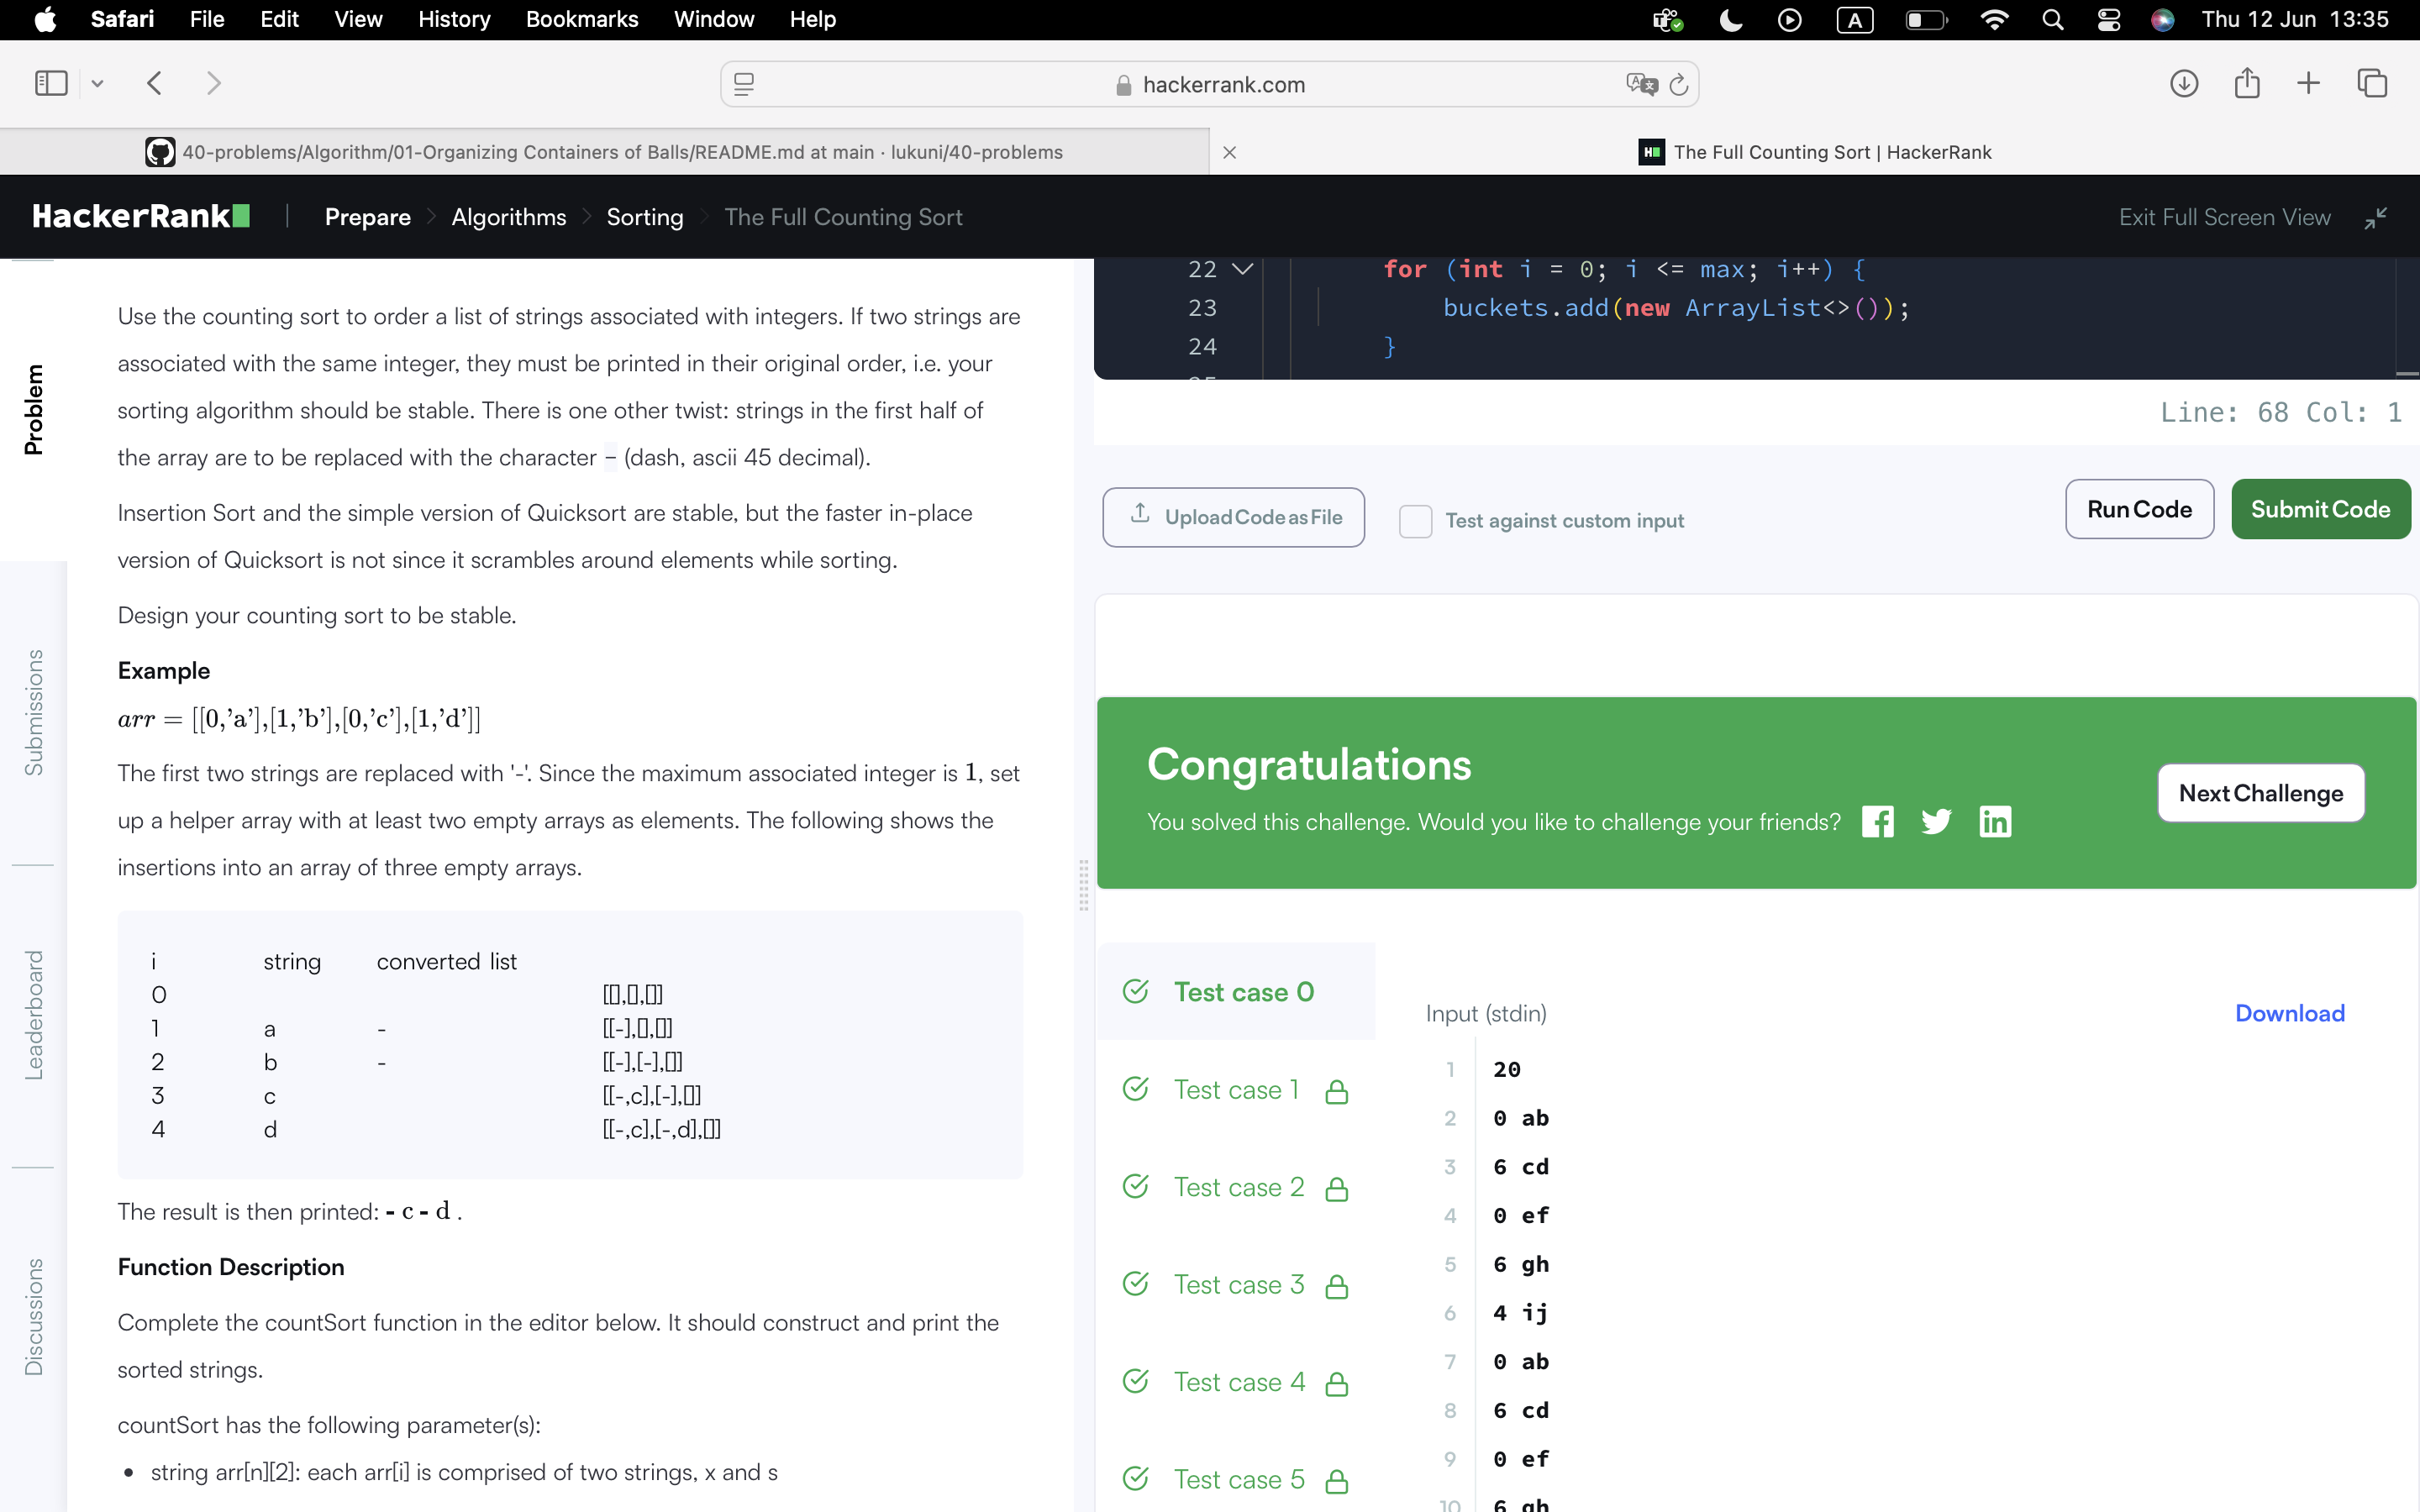 Safari File Edit View History Bookmarks Window Help A Thu 12 Jun 13:35
hackerrank.com
40-problems/Algorithm/01-Organizing Containers of Balls/README.md at main · lukuni/40-problems
The Full Counting Sort | HackerRank
HackerRank Prepare Algorithms Sorting The Full Counting Sort Exit Full Screen View
Problem
Submissions
Leaderboard
Discussions
Use the counting sort to order a list of strings associated with integers. If two strings are
associated with the same integer, they must be printed in their original order, i.e. your
sorting algorithm should be stable. There is one other twist: strings in the first half of
the array are to be replaced with the character - (dash, ascii 45 decimal).
Insertion Sort and the simple version of Quicksort are stable, but the faster in-place
version of Quicksort is not since it scrambles around elements while sorting.
Design your counting sort to be stable.
Example
arr = [[0,'a'],[1,'b'],[0,'c'],[1,'d']]
The first two strings are replaced with '-'. Since the maximum associated integer is 1, set
up a helper array with at least two empty arrays as elements. The following shows the
insertions into an array of three empty arrays.
i string converted list
0 [[],[],[]]
1 a - [[-],[],[]]
2 b - [[-],[-],[]]
3 c [[-,c],[-],[]]
4 d [[-,c],[-,d],[]]
The result is then printed: - c - d .
Function Description
Complete the countSort function in the editor below. It should construct and print the
sorted strings.
countSort has the following parameter(s):
• string arr[n][2]: each arr[i] is comprised of two strings, x and s
22 for (int i = 0; i <= max; i++) {
23 buckets.add(new ArrayList<>());
24 }
Line: 68 Col: 1
Upload Code as File
Test against custom input
Run Code
Submit Code
Congratulations
You solved this challenge. Would you like to challenge your friends?
Next Challenge
Test case 0
Test case 1
Test case 2
Test case 3
Test case 4
Test case 5
Input (stdin) Download
1 20
2 0 ab
3 6 cd
4 0 ef
5 6 gh
6 4 ij
7 0 ab
8 6 cd
9 0 ef
10 6 gh